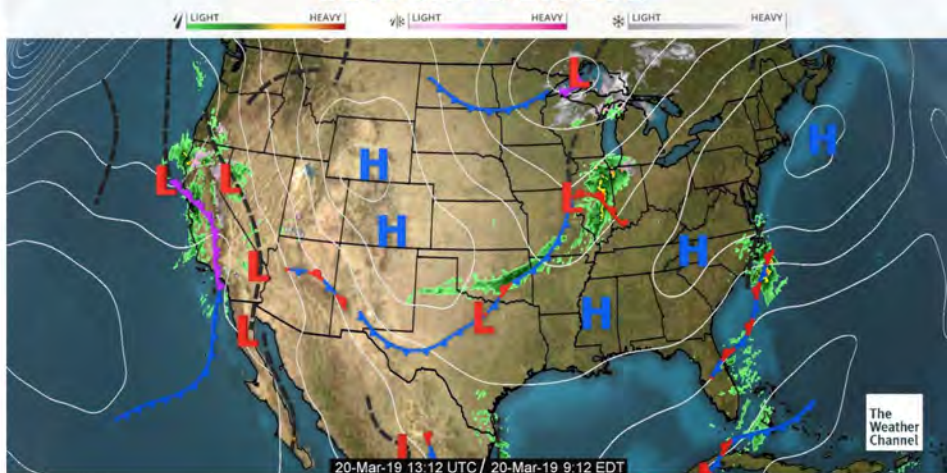 LIGHT HEAVY LIGHT HEAVY LIGHT HEAVY
L
L
H
H
L
L
H
L
H
L
L
H
L
L
L
The
Weather
Channel
20-Mar-19 13:12 UTC / 20-Mar-19 9:12 EDT